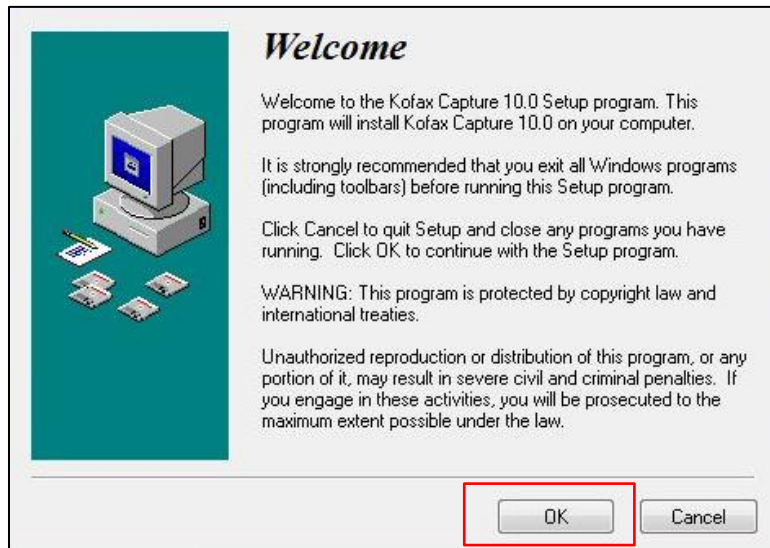 Welcome
Welcome to the Kofax Capture 10.0 Setup program. This
program will install Kofax Capture 10.0 on your computer.
It is strongly recommended that you exit all Windows programs
(including toolbars) before running this Setup program.
Click Cancel to quit Setup and close any programs you have
running. Click OK to continue with the Setup program.
WARNING: This program is protected by copyright law and
international treaties.
Unauthorized reproduction or distribution of this program, or any
portion of it, may result in severe civil and criminal penalties. If
you engage in these activities, you will be prosecuted to the
maximum extent possible under the law.
OK
Cancel